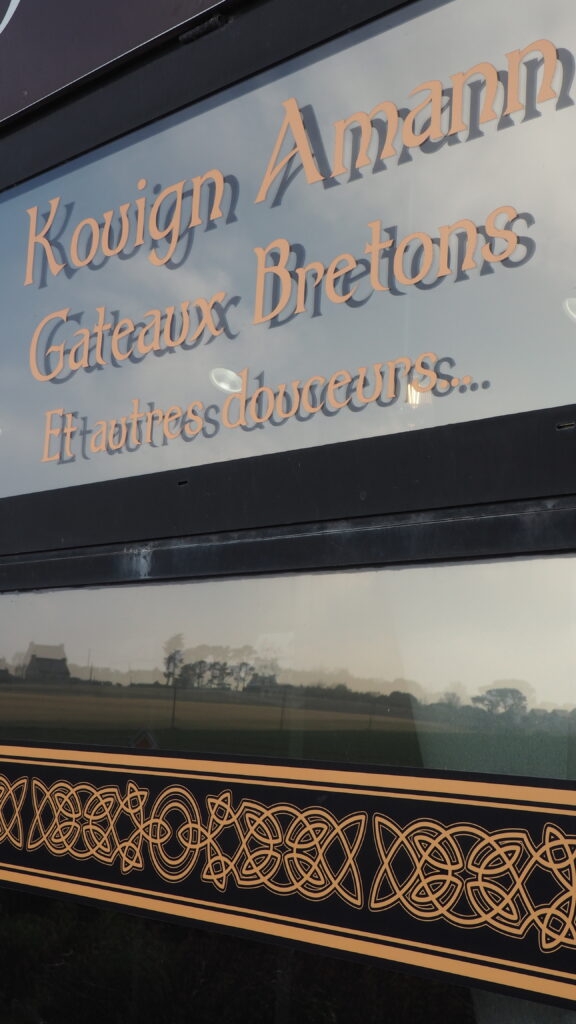 Kouign Amann
Gateaux Bretons
Et autres douceurs...